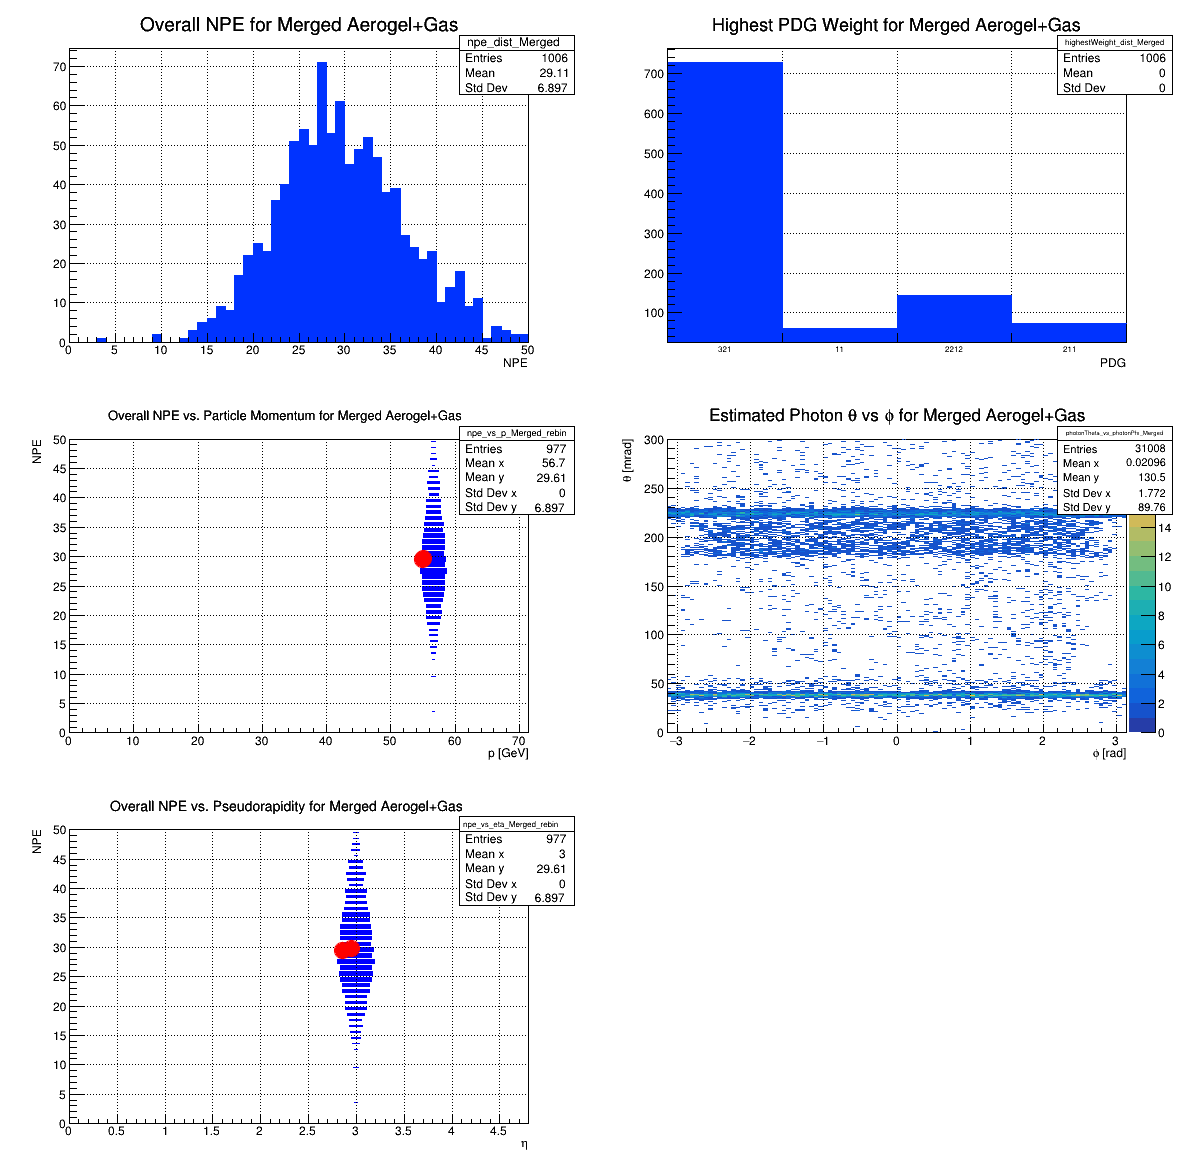 Overall NPE for Merged Aerogel+Gas
npe_dist_Merged
Entries 1006
Mean 29.11
Std Dev 6.897
70
60
50
40
30
20
10
0
0 5 10 15 20 25 30 35 40 45 50
NPE
Highest PDG Weight for Merged Aerogel+Gas
highestWeight_dist_Merged
Entries 1006
Mean 0
Std Dev 0
700
600
500
400
300
200
100
321 11 2212 211
PDG
Overall NPE vs. Particle Momentum for Merged Aerogel+Gas
NPE
npe_vs_p_Merged_rebin
Entries 977
Mean x 56.7
Mean y 29.61
Std Dev x 0
Std Dev y 6.897
50
45
40
35
30
25
20
15
10
5
0
0 10 20 30 40 50 60 70
p [GeV]
Estimated Photon θ vs ϕ for Merged Aerogel+Gas
θ [mrad]
photonTheta_vs_photonPhi_Merged
Entries 31008
Mean x 0.02096
Mean y 130.5
Std Dev x 1.772
Std Dev y 89.76
300
250
200
150
100
50
0
−3 −2 −1 0 1 2 3
ϕ [rad]
14
12
10
8
6
4
2
0
Overall NPE vs. Pseudorapidity for Merged Aerogel+Gas
NPE
npe_vs_eta_Merged_rebin
Entries 977
Mean x 3
Mean y 29.61
Std Dev x 0
Std Dev y 6.897
50
45
40
35
30
25
20
15
10
5
0
0 0.5 1 1.5 2 2.5 3 3.5 4 4.5
η